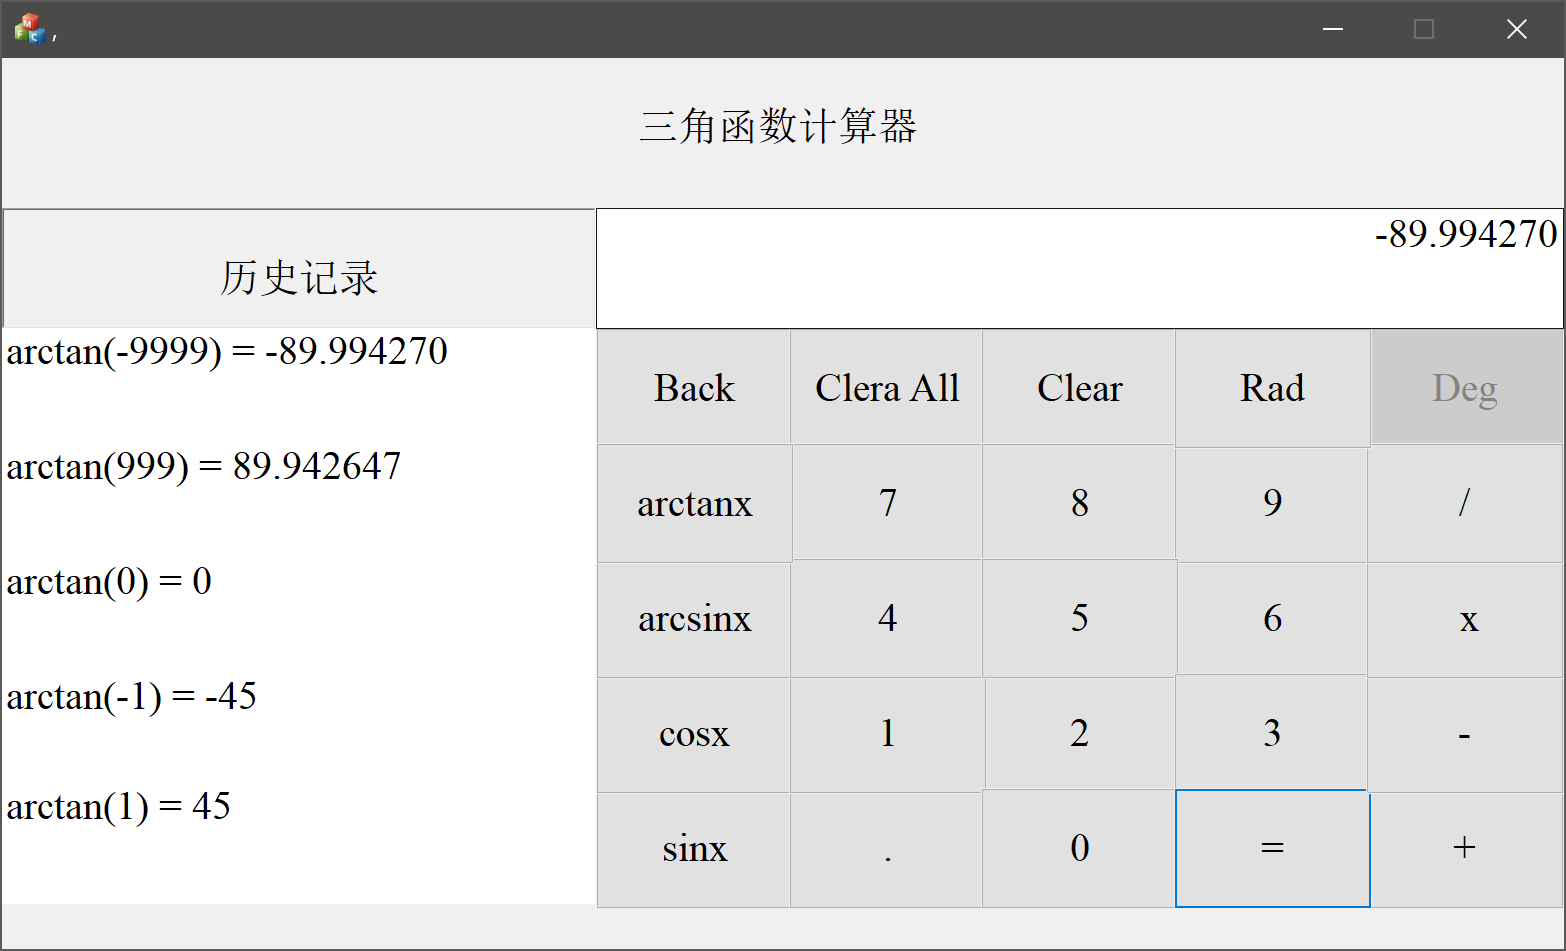 ,
三角函数计算器
历史记录
-89.994270
arctan(-9999) = -89.994270
arctan(999) = 89.942647
arctan(0) = 0
arctan(-1) = -45
arctan(1) = 45
Back Clera All Clear Rad Deg
arctanx 7 8 9 /
arcsinx 4 5 6 x
cosx 1 2 3 -
sinx . 0 = +